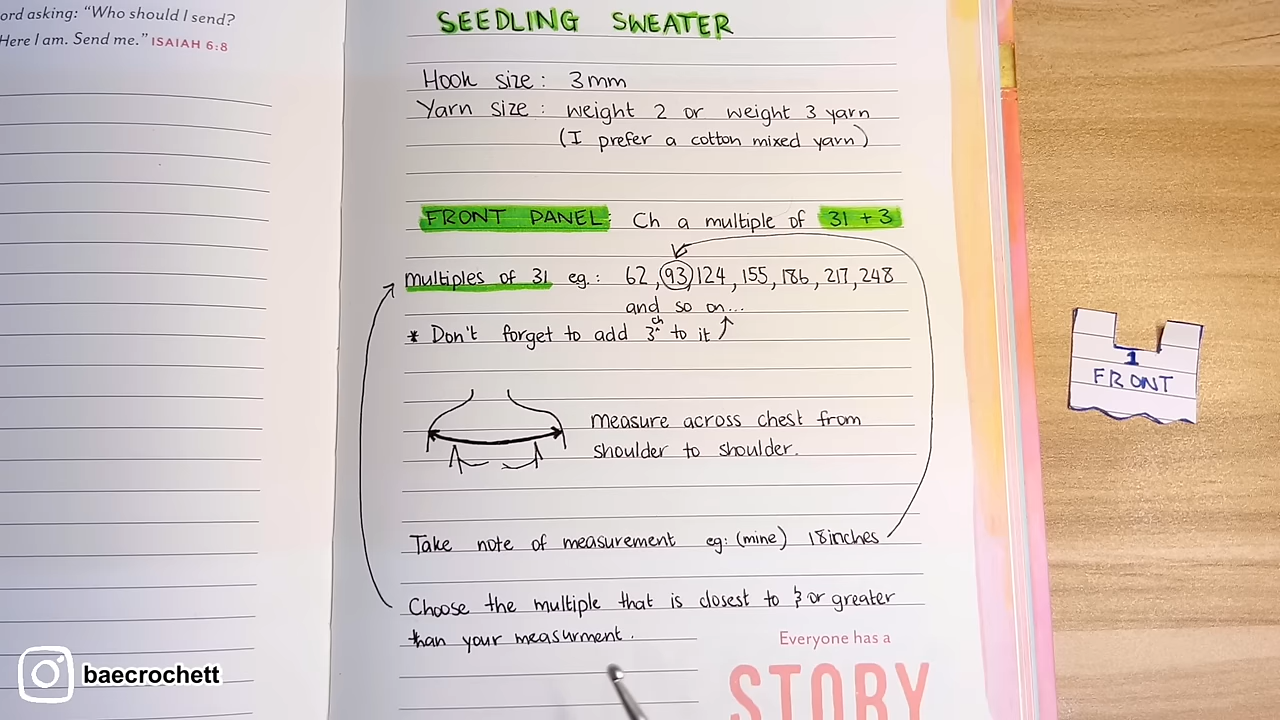 ord asking: “Who should I send?
Here I am. Send me.” ISAIAH 6:8
SEEDLING SWEATER
Hook size: 3mm
Yarn size: weight 2 or weight 3 yarn
(I prefer a cotton mixed yarn)
FRONT PANEL: Ch a multiple of 31 + 3
multiples of 31 eg.: 62, 93, 124, 155, 186, 217, 248
and so on...
* Don't forget to add 3 ch to it
measure across chest from
shoulder to shoulder.
Take note of measurement eg: (mine) 18inches
Choose the multiple that is closest to & or greater
than your measurment.
Everyone has a
STORY
1
FRONT
baecrochett